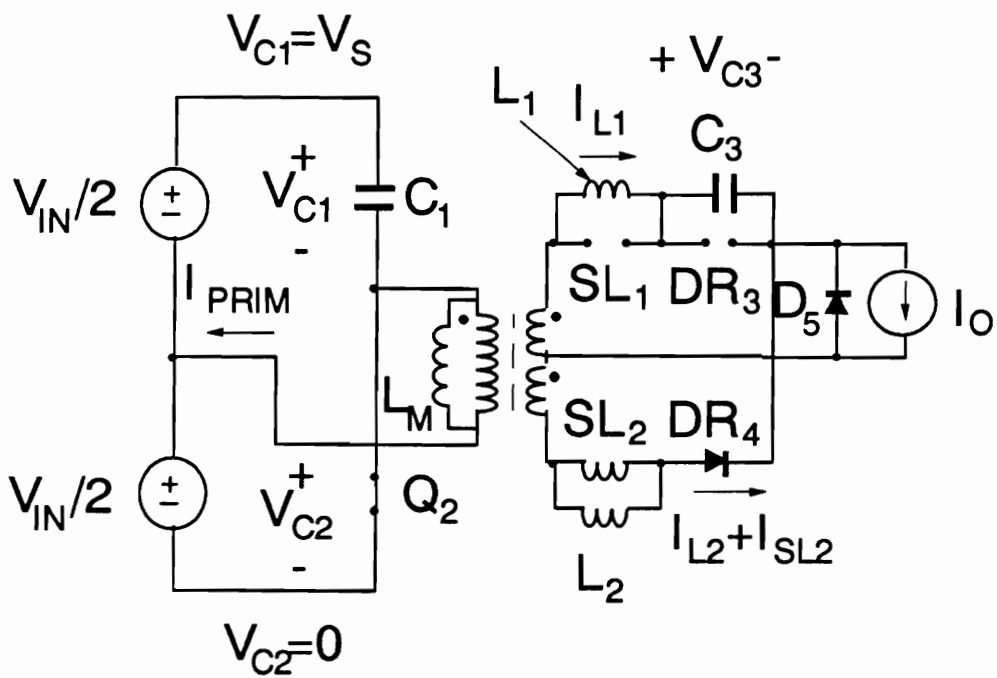 V_C1=V_S
+ V_C3 -
L_1
I_L1
C_3
V_IN/2
+
−
+
V_C1
-
C_1
I_PRIM
SL_1
DR_3
D_5
I_O
L_M
SL_2
DR_4
V_IN/2
+
−
+
V_C2
-
Q_2
I_L2+I_SL2
L_2
V_C2=0